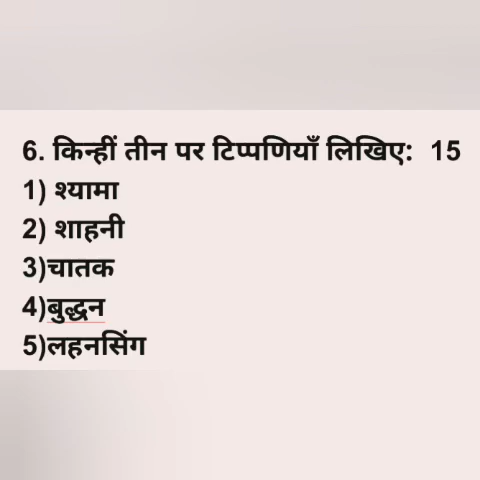 6. किन्हीं तीन पर टिप्पणियाँ लिखिए: 15
1) श्यामा
2) शाहनी
3)चातक
4)बुद्धन
5)लहनसिंग